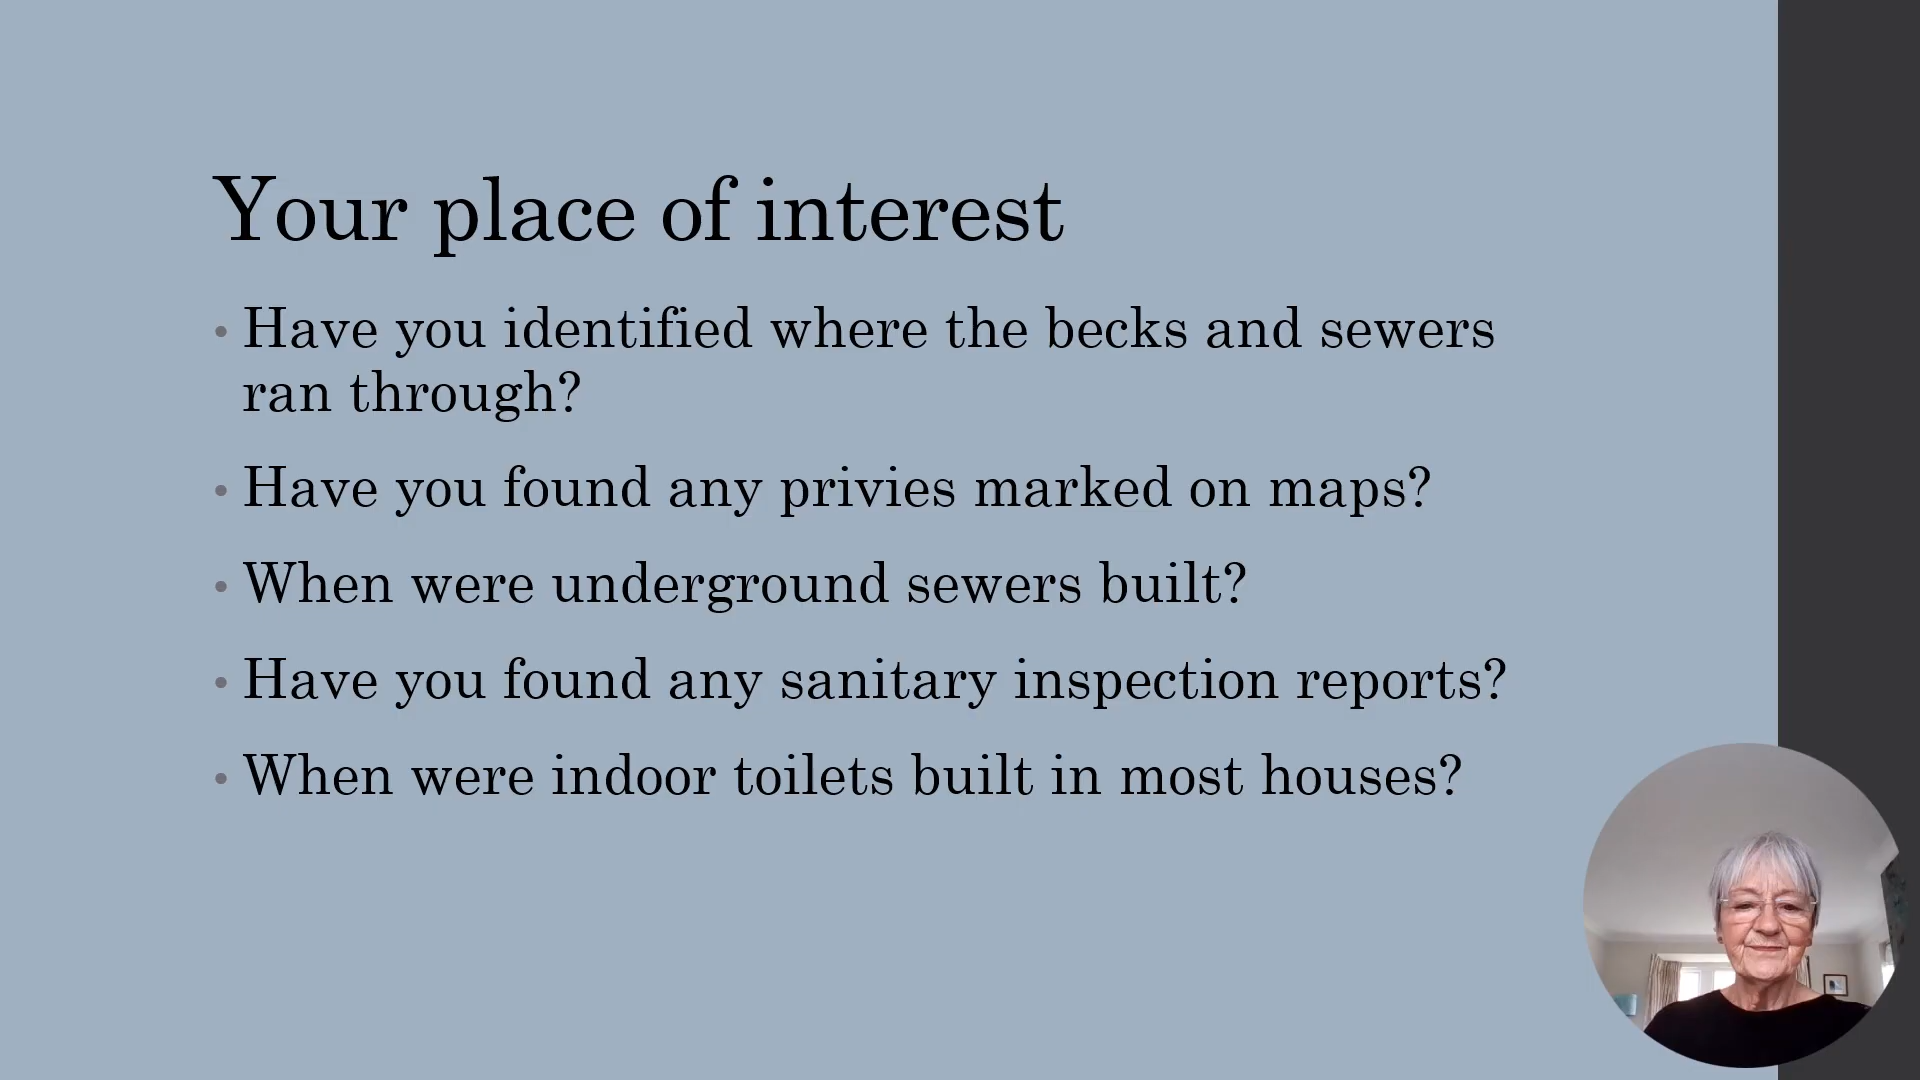 Your place of interest
• Have you identified where the becks and sewers
ran through?
• Have you found any privies marked on maps?
• When were underground sewers built?
• Have you found any sanitary inspection reports?
• When were indoor toilets built in most houses?